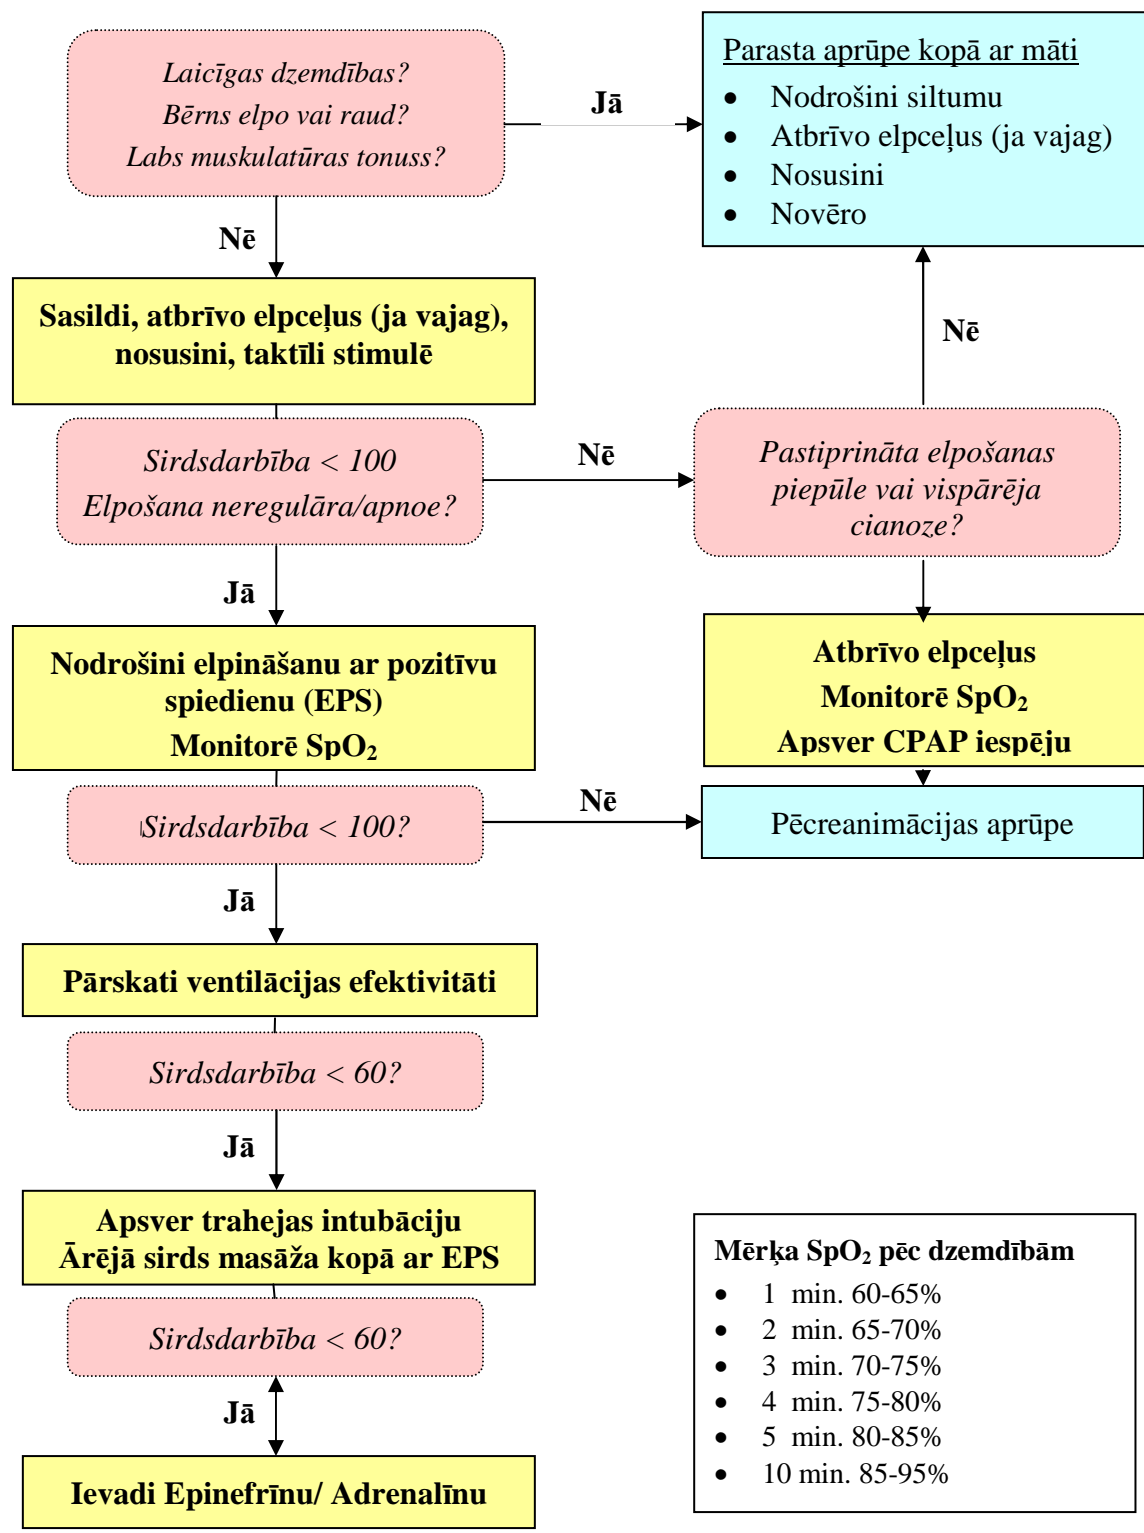 Laicīgas dzemdības?
Bērns elpo vai raud?
Labs muskulatūras tonuss?
Jā
Parasta aprūpe kopā ar māti
• Nodrošini siltumu
• Atbrīvo elpceļus (ja vajag)
• Nosusini
• Novēro
Nē
Sasildi, atbrīvo elpceļus (ja vajag),
nosusini, taktīli stimulē
Nē
Sirdsdarbība < 100
Elpošana neregulāra/apnoe?
Nē
Pastiprināta elpošanas
piepūle vai vispārēja
cianoze?
Jā
Nodrošini elpināšanu ar pozitīvu
spiedienu (EPS)
Monitorē SpO₂
Atbrīvo elpceļus
Monitorē SpO₂
Apsver CPAP iespēju
Sirdsdarbība < 100?
Nē
Pēcreanimācijas aprūpe
Jā
Pārskati ventilācijas efektivitāti
Sirdsdarbība < 60?
Jā
Apsver trahejas intubāciju
Ārējā sirds masāža kopā ar EPS
Sirdsdarbība < 60?
Jā
Ievadi Epinefrīnu/ Adrenalīnu
Mērķa SpO₂ pēc dzemdībām
• 1 min. 60-65%
• 2 min. 65-70%
• 3 min. 70-75%
• 4 min. 75-80%
• 5 min. 80-85%
• 10 min. 85-95%